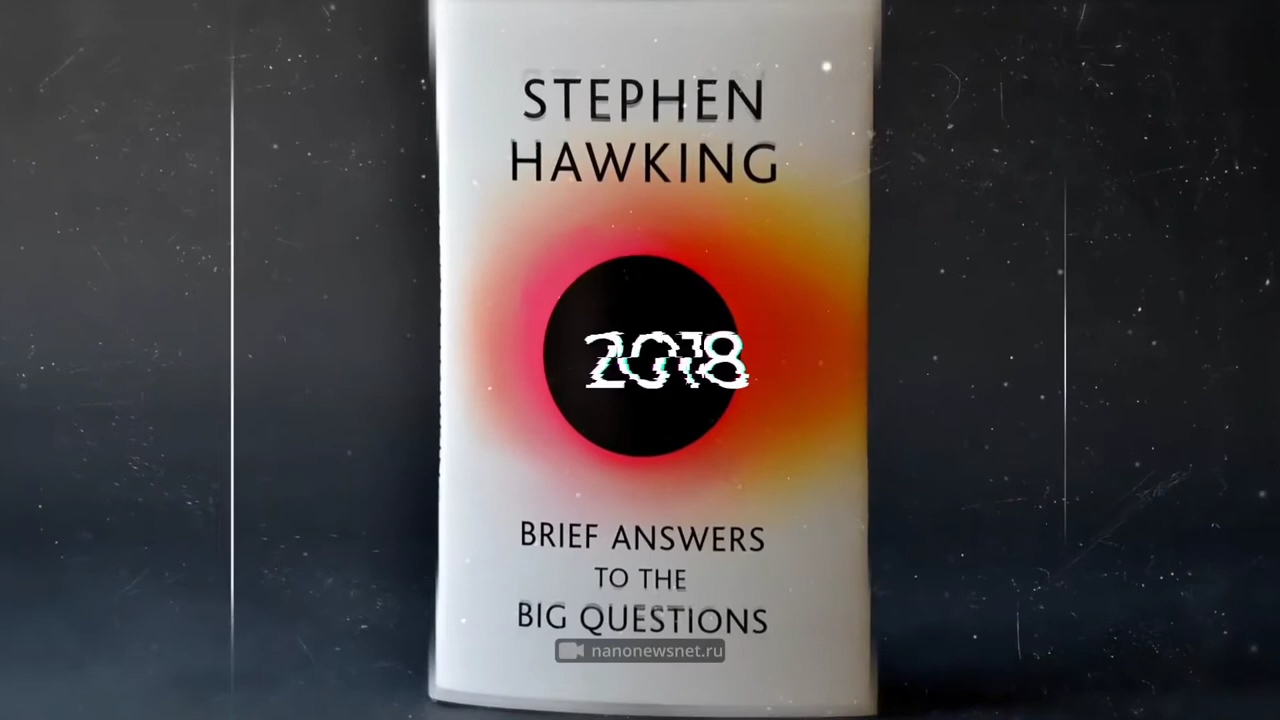 STEPHEN
HAWKING
2018
BRIEF ANSWERS
TO THE
BIG QUESTIONS
nanonewsnet.ru